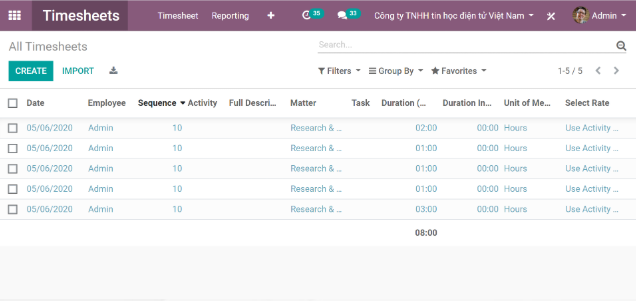 Timesheets Timesheet Reporting + 35 33 Công ty TNHH tin học điện tử Việt Nam Admin
All Timesheets Search...
CREATE IMPORT Filters Group By Favorites 1-5 / 5
Date Employee Sequence Activity Full Descri... Matter Task Duration (... Duration In... Unit of Me... Select Rate
05/06/2020 Admin 10 Research & ... 02:00 00:00 Hours Use Activity ...
05/06/2020 Admin 10 Research & ... 01:00 00:00 Hours Use Activity ...
05/06/2020 Admin 10 Research & ... 01:00 00:00 Hours Use Activity ...
05/06/2020 Admin 10 Research & ... 01:00 00:00 Hours Use Activity ...
05/06/2020 Admin 10 Research & ... 03:00 00:00 Hours Use Activity ...
08:00